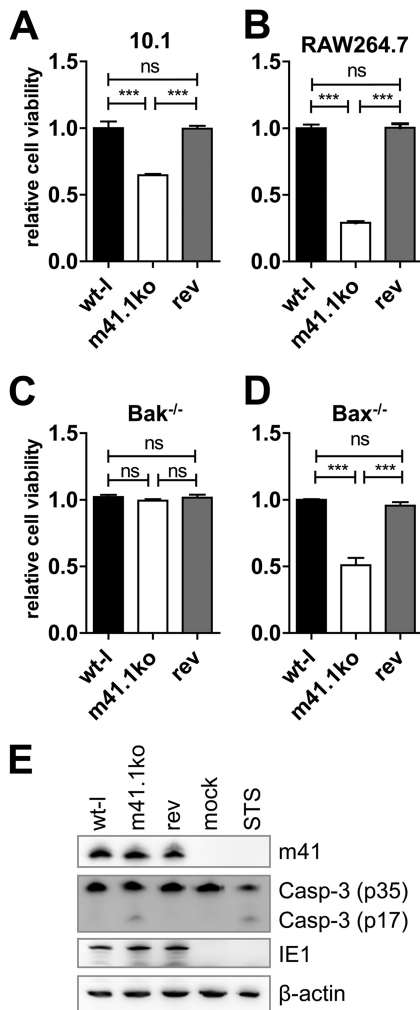 A
10.1
relative cell viability
1.5
1.0
0.5
0.0
ns
*** ***
wt-I
m41.1ko
rev
B
RAW264.7
1.5
1.0
0.5
0.0
ns
*** ***
wt-I
m41.1ko
rev
C
Bak-/-
relative cell viability
1.5
1.0
0.5
0.0
ns
ns ns
wt-I
m41.1ko
rev
D
Bax-/-
1.5
1.0
0.5
0.0
ns
*** ***
wt-I
m41.1ko
rev
E
wt-I
m41.1ko
rev
mock
STS
m41
Casp-3 (p35)
Casp-3 (p17)
IE1
β-actin